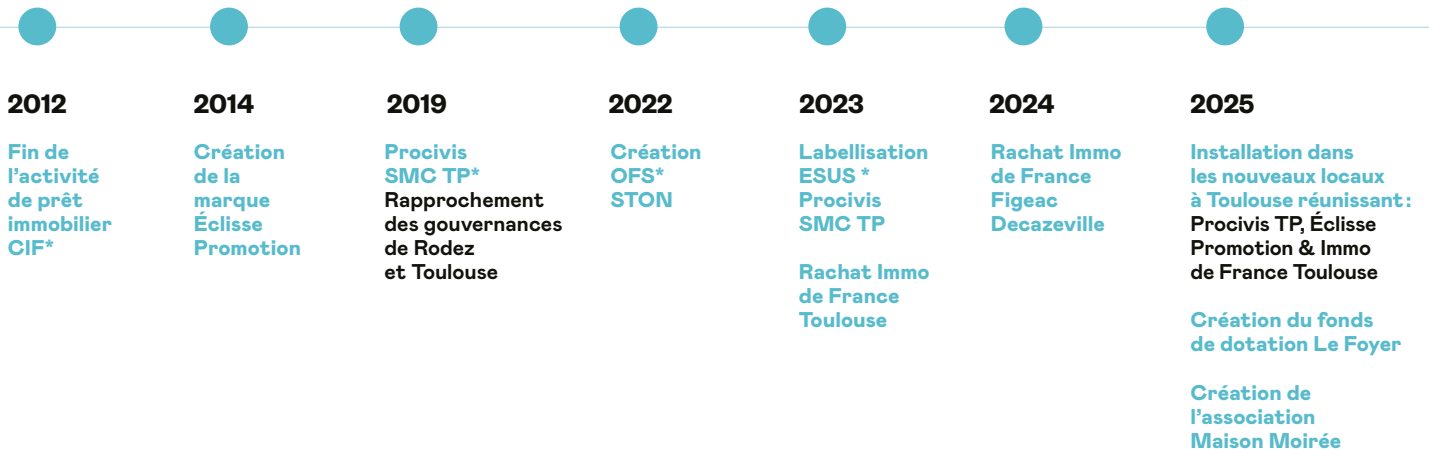 2012
Fin de
l'activité
de prêt
immobilier
CIF*
2014
Création
de la
marque
Éclisse
Promotion
2019
Procivis
SMC TP*
Rapprochement
des gouvernances
de Rodez
et Toulouse
2022
Création
OFS*
STON
2023
Labellisation
ESUS *
Procivis
SMC TP
Rachat Immo
de France
Toulouse
2024
Rachat Immo
de France
Figeac
Decazeville
2025
Installation dans
les nouveaux locaux
à Toulouse réunissant :
Procivis TP, Éclisse
Promotion & Immo
de France Toulouse
Création du fonds
de dotation Le Foyer
Création de
l'association
Maison Moirée